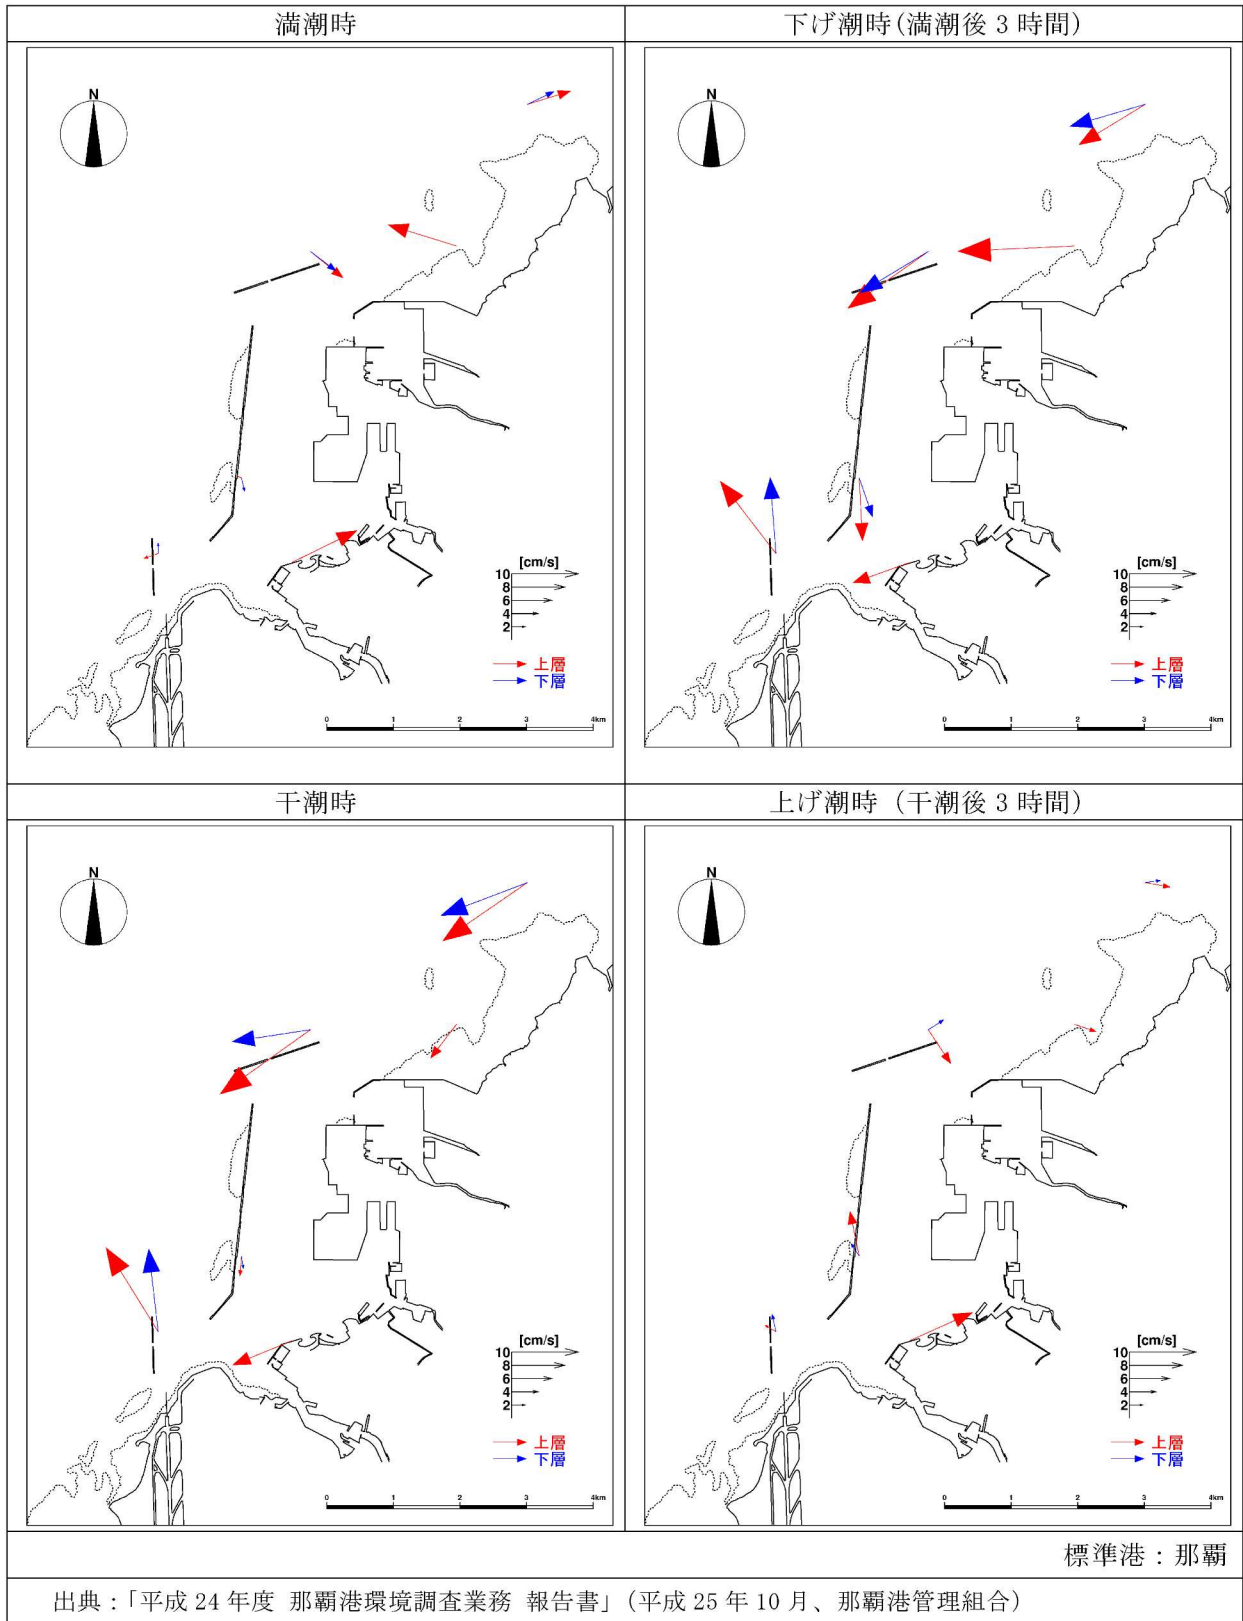 満潮時
下げ潮時(満潮後 3 時間)
N
[cm/s]
10
8
6
4
2
上層
下層
0 1 2 3 4km
N
[cm/s]
10
8
6
4
2
上層
下層
0 1 2 3 4km
干潮時
上げ潮時 (干潮後 3 時間)
N
[cm/s]
10
8
6
4
2
上層
下層
0 1 2 3 4km
N
[cm/s]
10
8
6
4
2
上層
下層
0 1 2 3 4km
標準港：那覇
出典：「平成 24 年度 那覇港環境調査業務 報告書」（平成 25 年 10 月、那覇港管理組合）